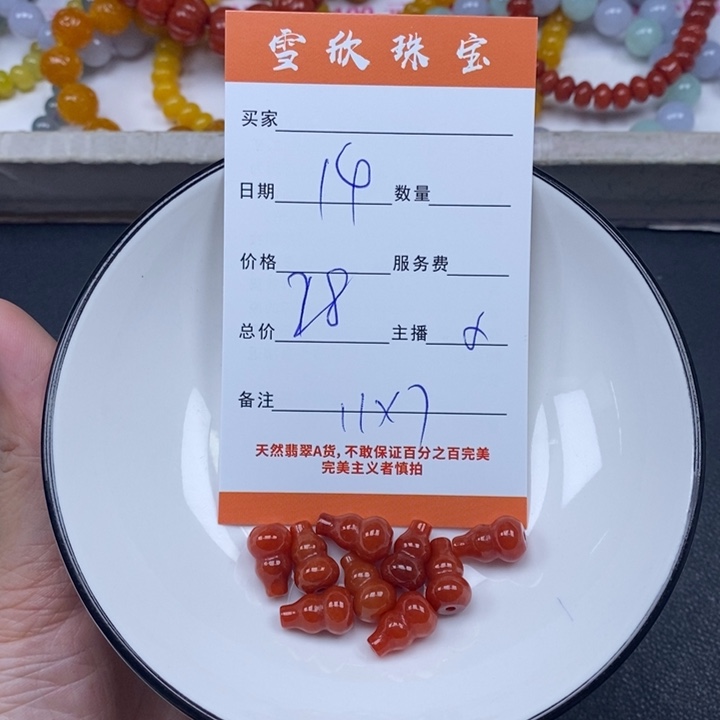 雪欣珠宝
买家
日期 14 数量
价格 服务费
总价 28 主播
备注 11×7
天然翡翠A货,不敢保证百分之百完美
完美主义者慎拍